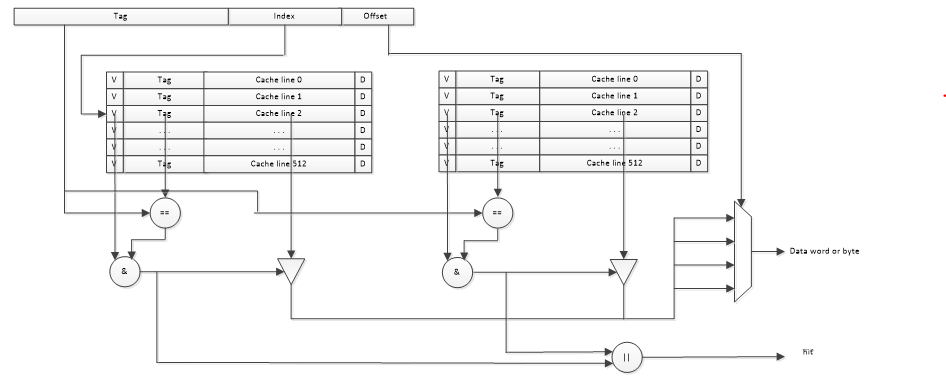 Tag Index Offset
V Tag Cache line 0 D V Tag Cache line 0 D
V Tag Cache line 1 D V Tag Cache line 1 D
V Tag Cache line 2 D V Tag Cache line 2 D
V ... ... D V ... ... D
V ... ... D V ... ... D
V Tag Cache line 512 D V Tag Cache line 512 D
== ==
Data word or byte
& &
||
hit